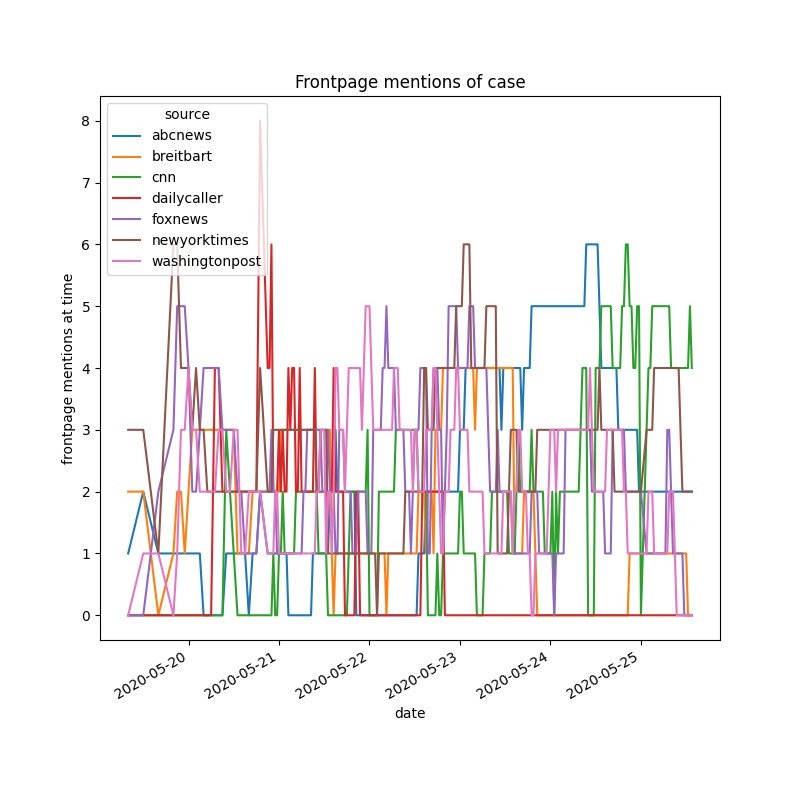 Frontpage mentions of case
source
abcnews
breitbart
cnn
dailycaller
foxnews
newyorktimes
washingtonpost
8
7
6
5
4
3
2
1
0
frontpage mentions at time
2020-05-20
2020-05-21
2020-05-22
2020-05-23
2020-05-24
2020-05-25
date